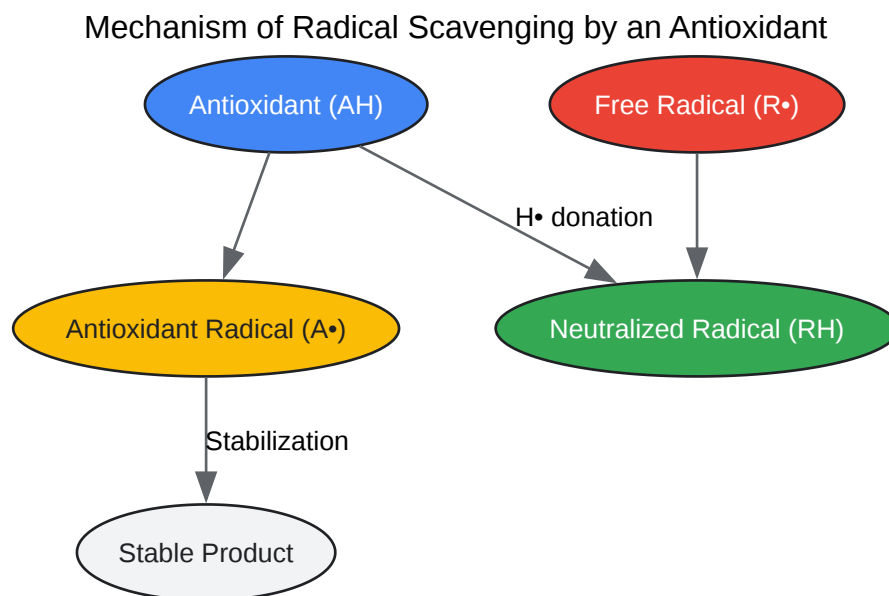 Mechanism of Radical Scavenging by an Antioxidant
Antioxidant (AH)
Free Radical (R•)
H• donation
Antioxidant Radical (A•)
Neutralized Radical (RH)
Stabilization
Stable Product